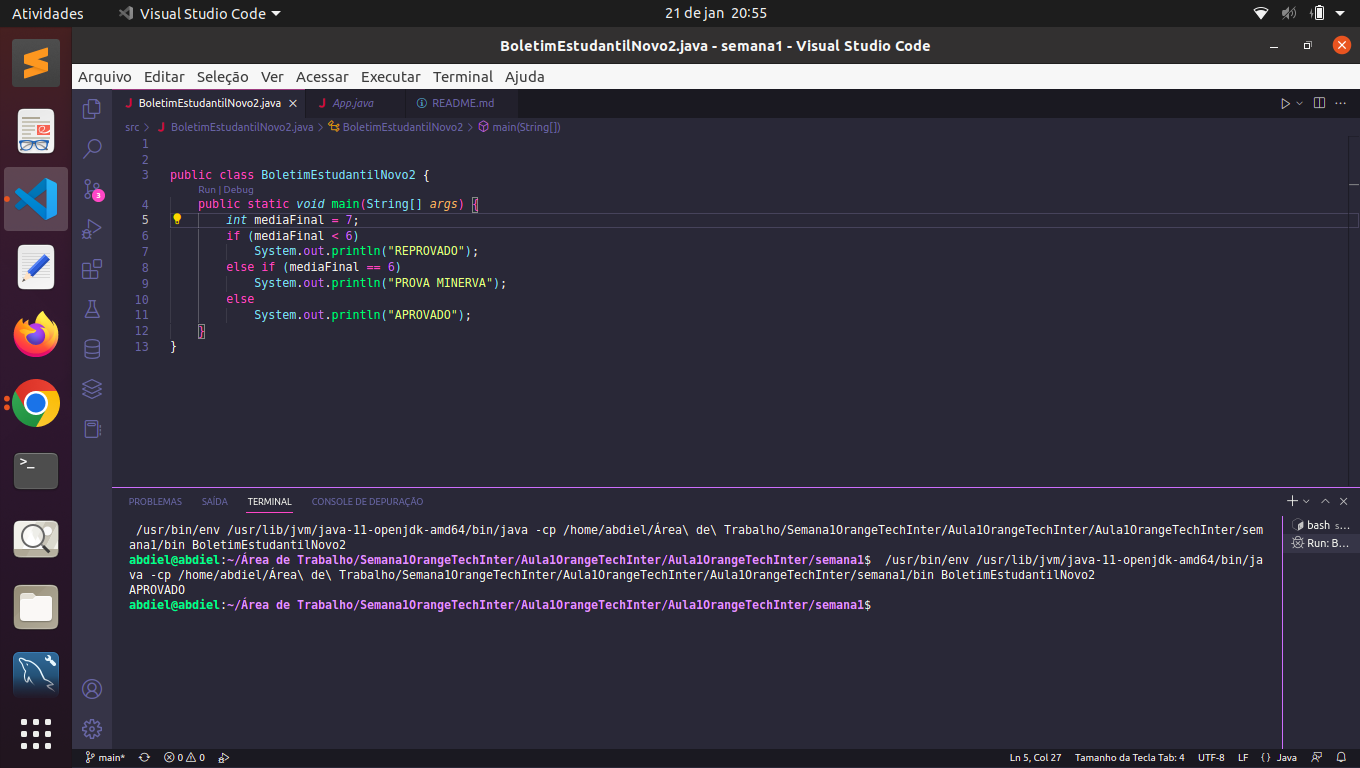 Atividades Visual Studio Code 21 de jan 20:55
BoletimEstudantilNovo2.java - semana1 - Visual Studio Code
Arquivo Editar Seleção Ver Acessar Executar Terminal Ajuda
J BoletimEstudantilNovo2.java J App.java README.md
src > J BoletimEstudantilNovo2.java > BoletimEstudantilNovo2 > main(String[])
1
2
3 public class BoletimEstudantilNovo2 {
Run | Debug
4 public static void main(String[] args) {
5 int mediaFinal = 7;
6 if (mediaFinal < 6)
7 System.out.println("REPROVADO");
8 else if (mediaFinal == 6)
9 System.out.println("PROVA MINERVA");
10 else
11 System.out.println("APROVADO");
12 }
13 }
3
PROBLEMAS SAÍDA TERMINAL CONSOLE DE DEPURAÇÃO
/usr/bin/env /usr/lib/jvm/java-11-openjdk-amd64/bin/java -cp /home/abdiel/Área\ de\ Trabalho/Semana1OrangeTechInter/Aula1OrangeTechInter/Aula1OrangeTechInter/sem
ana1/bin BoletimEstudantilNovo2
abdiel@abdiel:~/Área de Trabalho/Semana1OrangeTechInter/Aula1OrangeTechInter/Aula1OrangeTechInter/semana1$ /usr/bin/env /usr/lib/jvm/java-11-openjdk-amd64/bin/ja
va -cp /home/abdiel/Área\ de\ Trabalho/Semana1OrangeTechInter/Aula1OrangeTechInter/Aula1OrangeTechInter/semana1/bin BoletimEstudantilNovo2
APROVADO
abdiel@abdiel:~/Área de Trabalho/Semana1OrangeTechInter/Aula1OrangeTechInter/Aula1OrangeTechInter/semana1$
bash s...
Run: B...
main* 0 0 Ln 5, Col 27 Tamanho da Tecla Tab: 4 UTF-8 LF {} Java